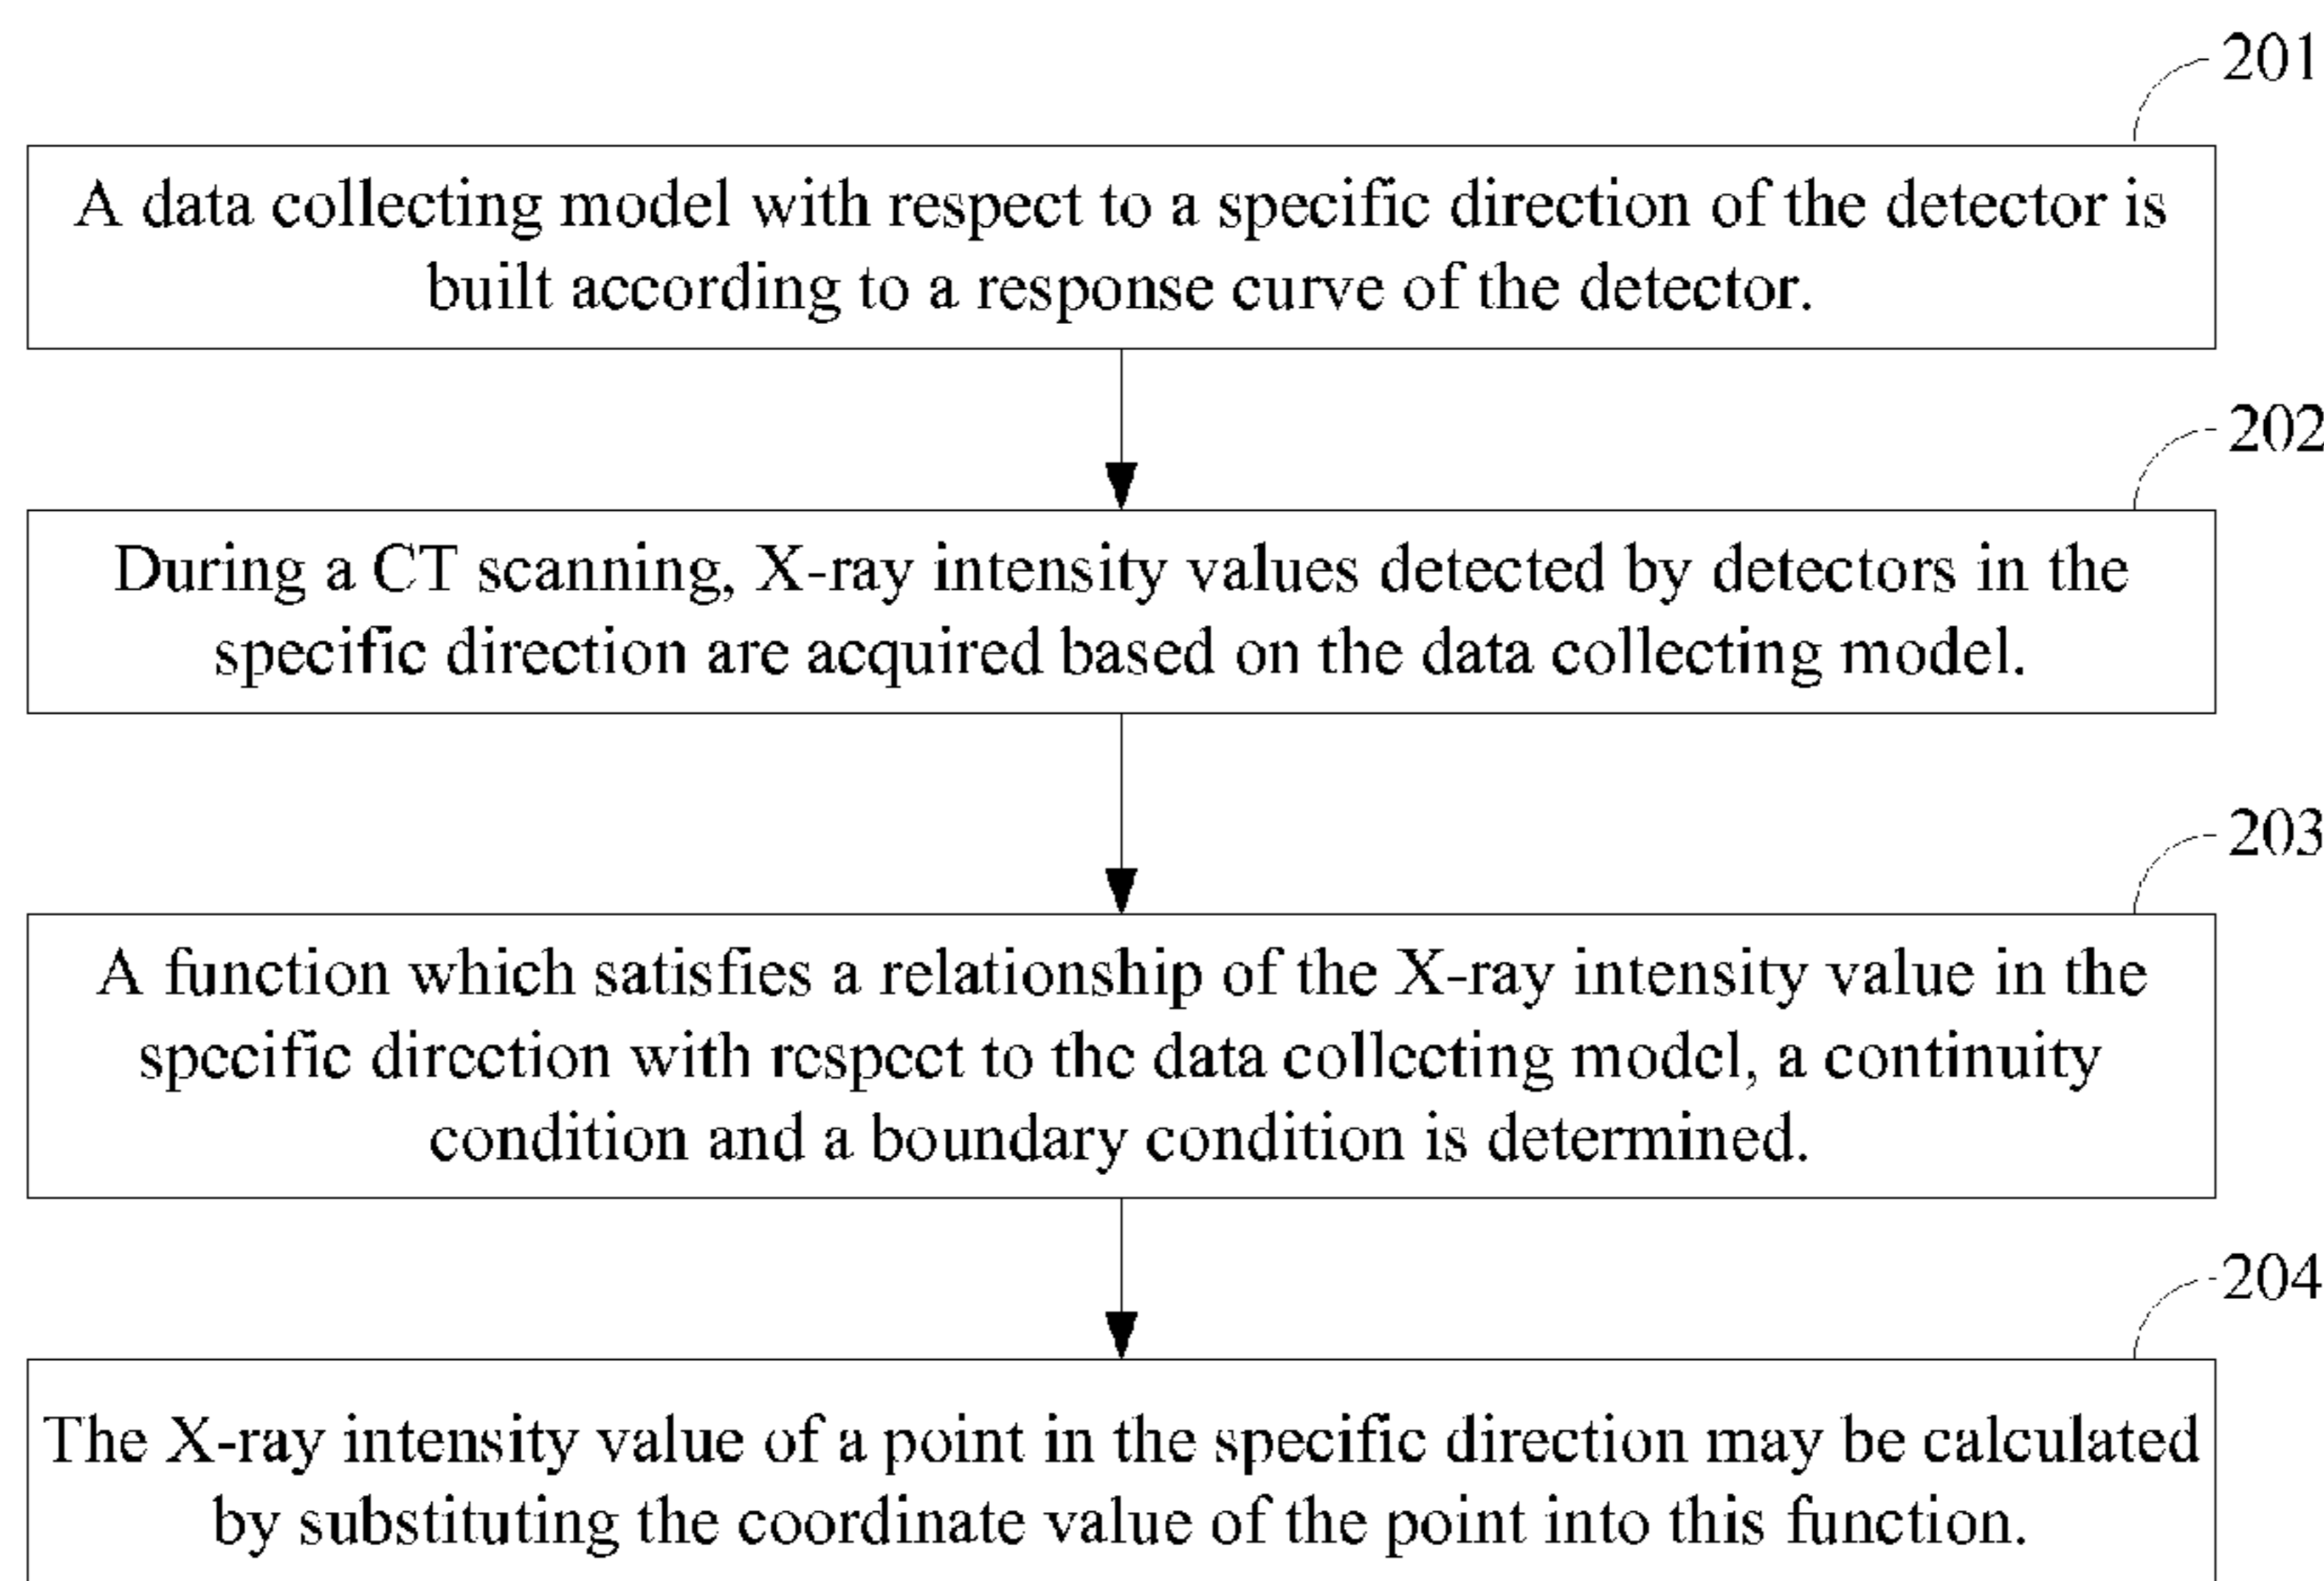 201
A data collecting model with respect to a specific direction of the detector is
built according to a response curve of the detector.
202
During a CT scanning, X-ray intensity values detected by detectors in the
specific direction are acquired based on the data collecting model.
203
A function which satisfies a relationship of the X-ray intensity value in the
specific direction with respect to the data collecting model, a continuity
condition and a boundary condition is determined.
204
The X-ray intensity value of a point in the specific direction may be calculated
by substituting the coordinate value of the point into this function.